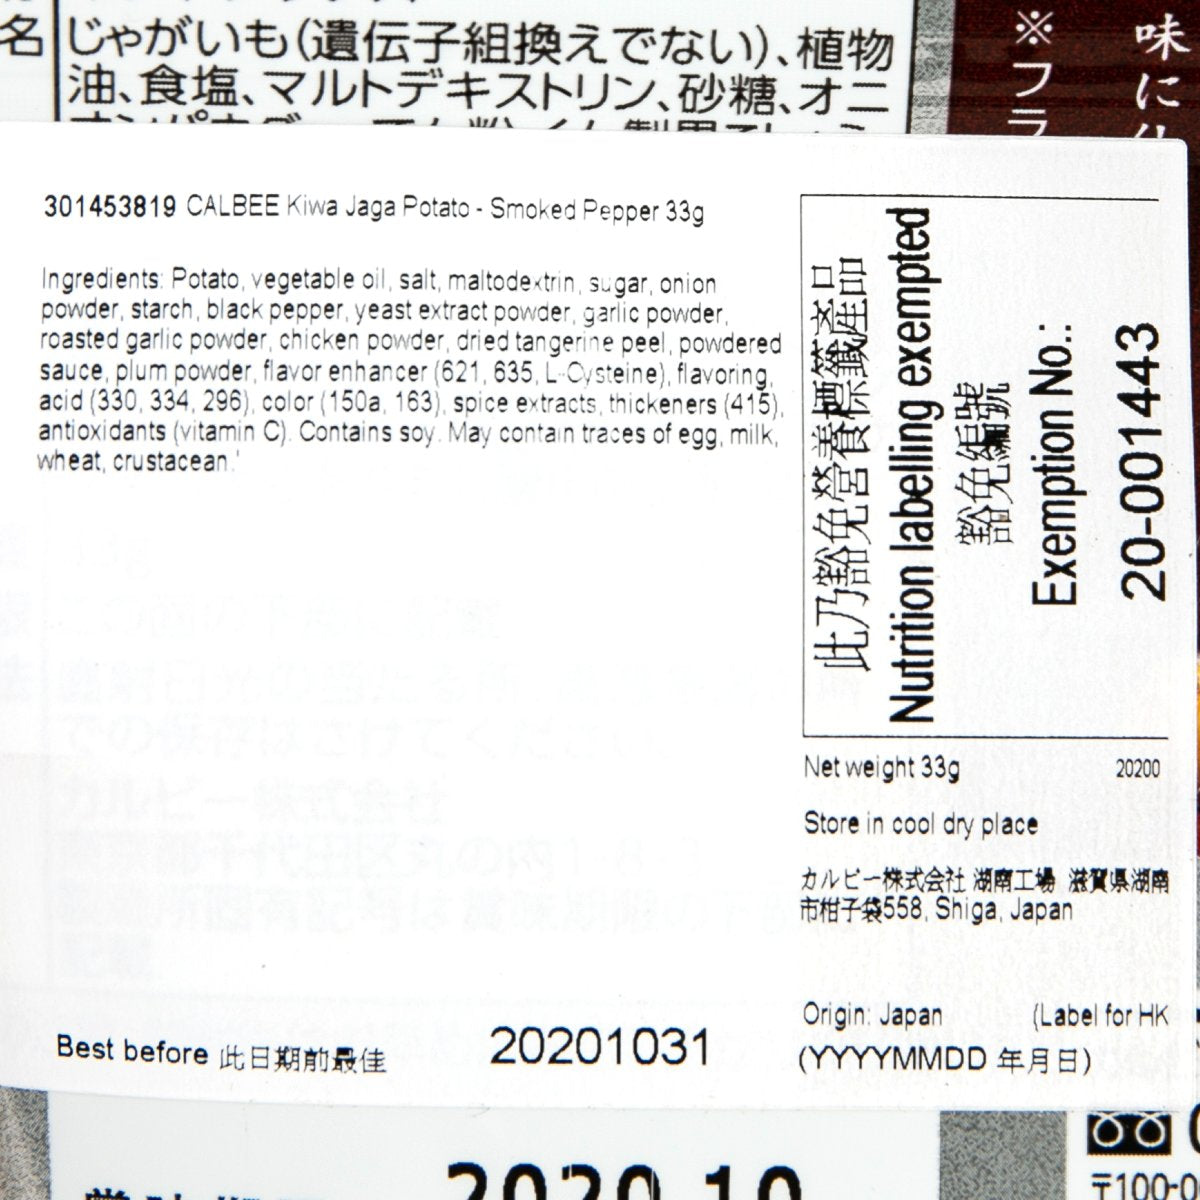 名
じゃがいも(遺伝子組換えでない)、植物
油、食塩、マルトデキストリン、砂糖、オニ
味に
※フラ
301453819 CALBEE Kiwa Jaga Potato - Smoked Pepper 33g
Ingredients: Potato, vegetable oil, salt, maltodextrin, sugar, onion
powder, starch, black pepper, yeast extract powder, garlic powder,
roasted garlic powder, chicken powder, dried tangerine peel, powdered
sauce, plum powder, flavor enhancer (621, 635, L-Cysteine), flavoring,
acid (330, 334, 296), color (150a, 163), spice extracts, thickeners (415),
antioxidants (vitamin C). Contains soy. May contain traces of egg, milk,
wheat, crustacean.'
此乃豁免營養標籤產品
Nutrition labelling exempted
豁免編號
Exemption No.:
20-001443
Net weight 33g 20200
Store in cool dry place
カルビー株式会社 湖南工場 滋賀県湖南
市柑子袋558, Shiga, Japan
Origin: Japan (Label for HK
Best before 此日期前最佳 20201031 (YYYYMMDD 年月日)
2020.10
〒100-0